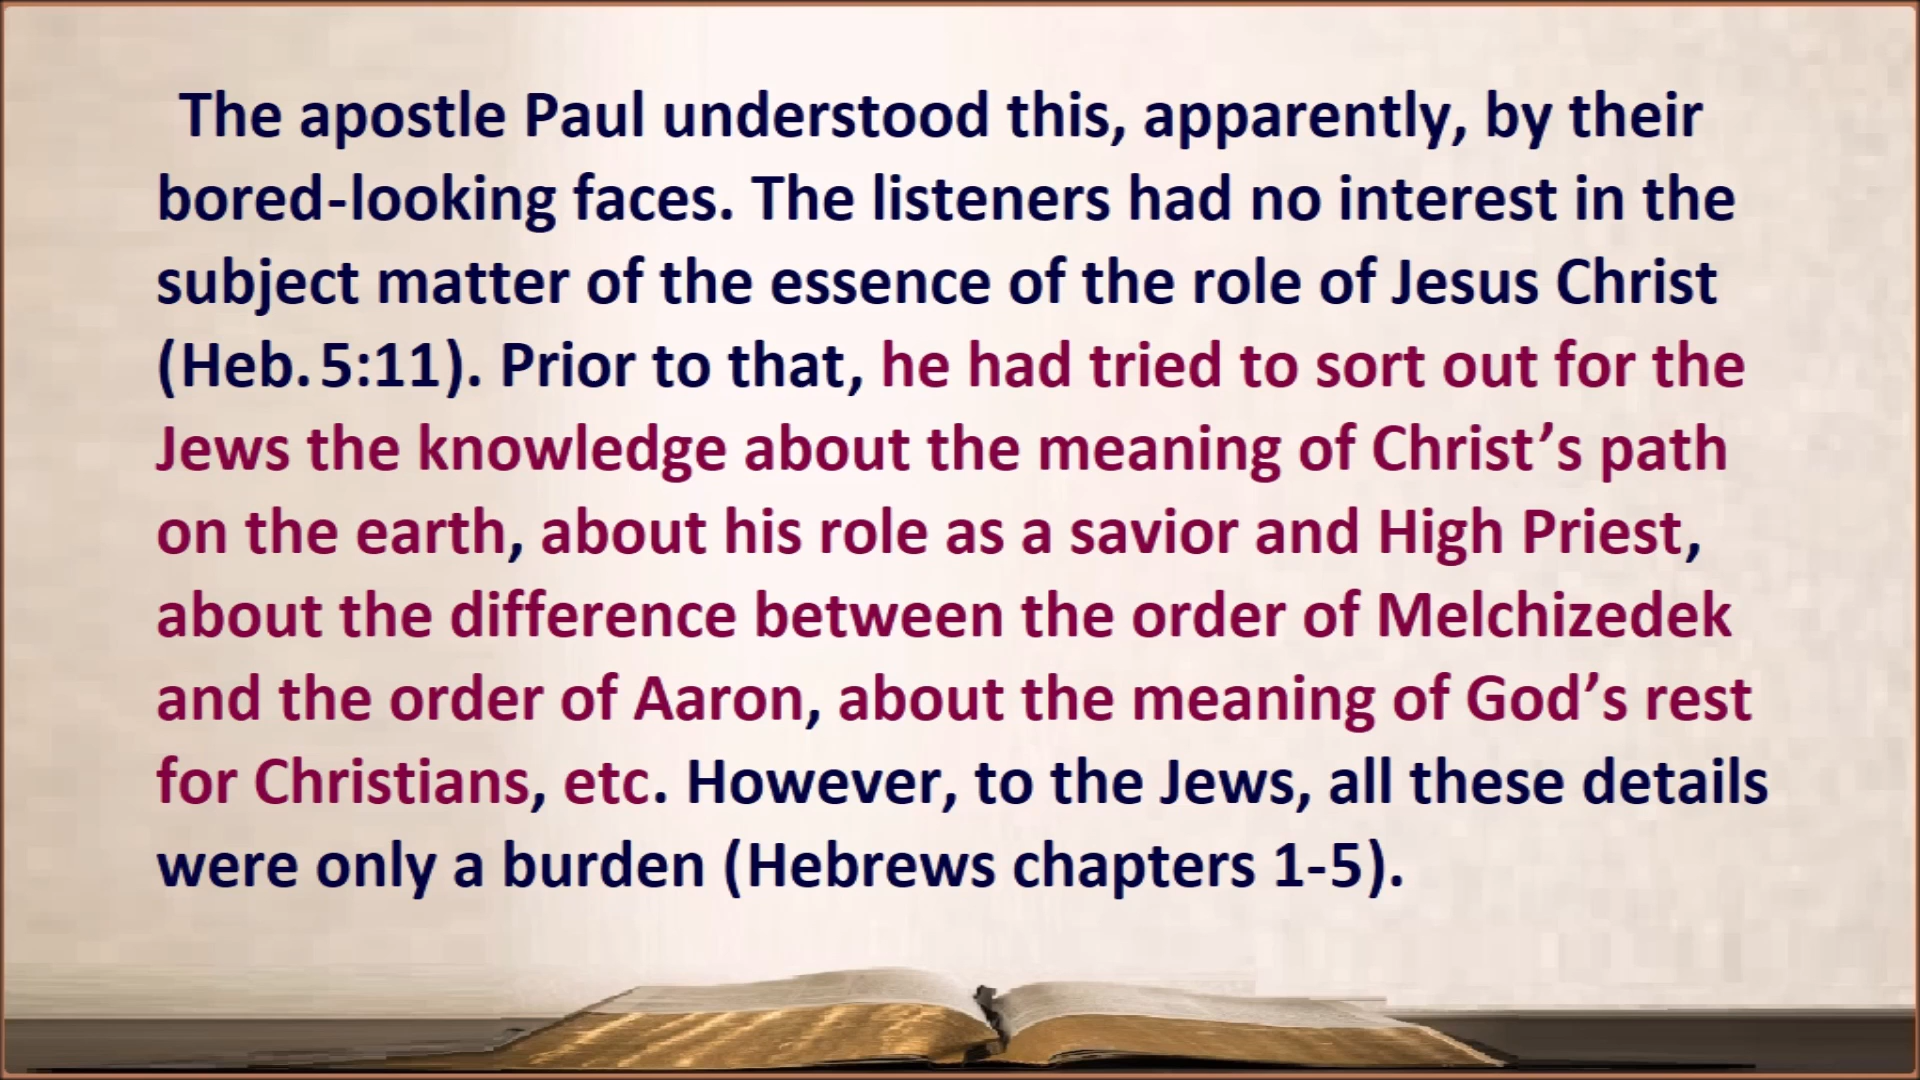 The apostle Paul understood this, apparently, by their
bored-looking faces. The listeners had no interest in the
subject matter of the essence of the role of Jesus Christ
(Heb. 5:11). Prior to that, he had tried to sort out for the
Jews the knowledge about the meaning of Christ’s path
on the earth, about his role as a savior and High Priest,
about the difference between the order of Melchizedek
and the order of Aaron, about the meaning of God’s rest
for Christians, etc. However, to the Jews, all these details
were only a burden (Hebrews chapters 1-5).